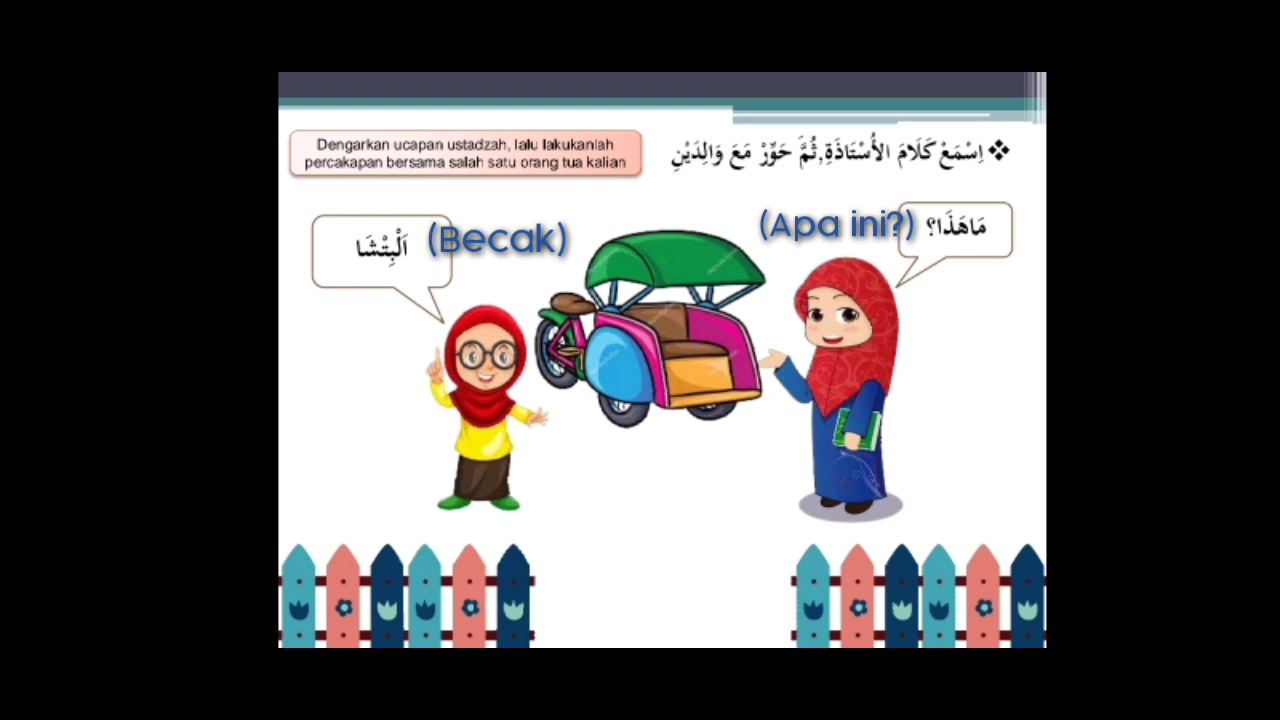 Dengarkan ucapan ustadzah, lalu lakukanlah
percakapan bersama salah satu orang tua kalian
❖ اِسْمَعْ كَلَامَ الأُسْتَاذَةِ,ثُمَّ حَوِّرْ مَعَ وَالِدَيْنِ
(Apa ini?) مَاهَذَا؟
اَلْبِتْشَا (Becak)